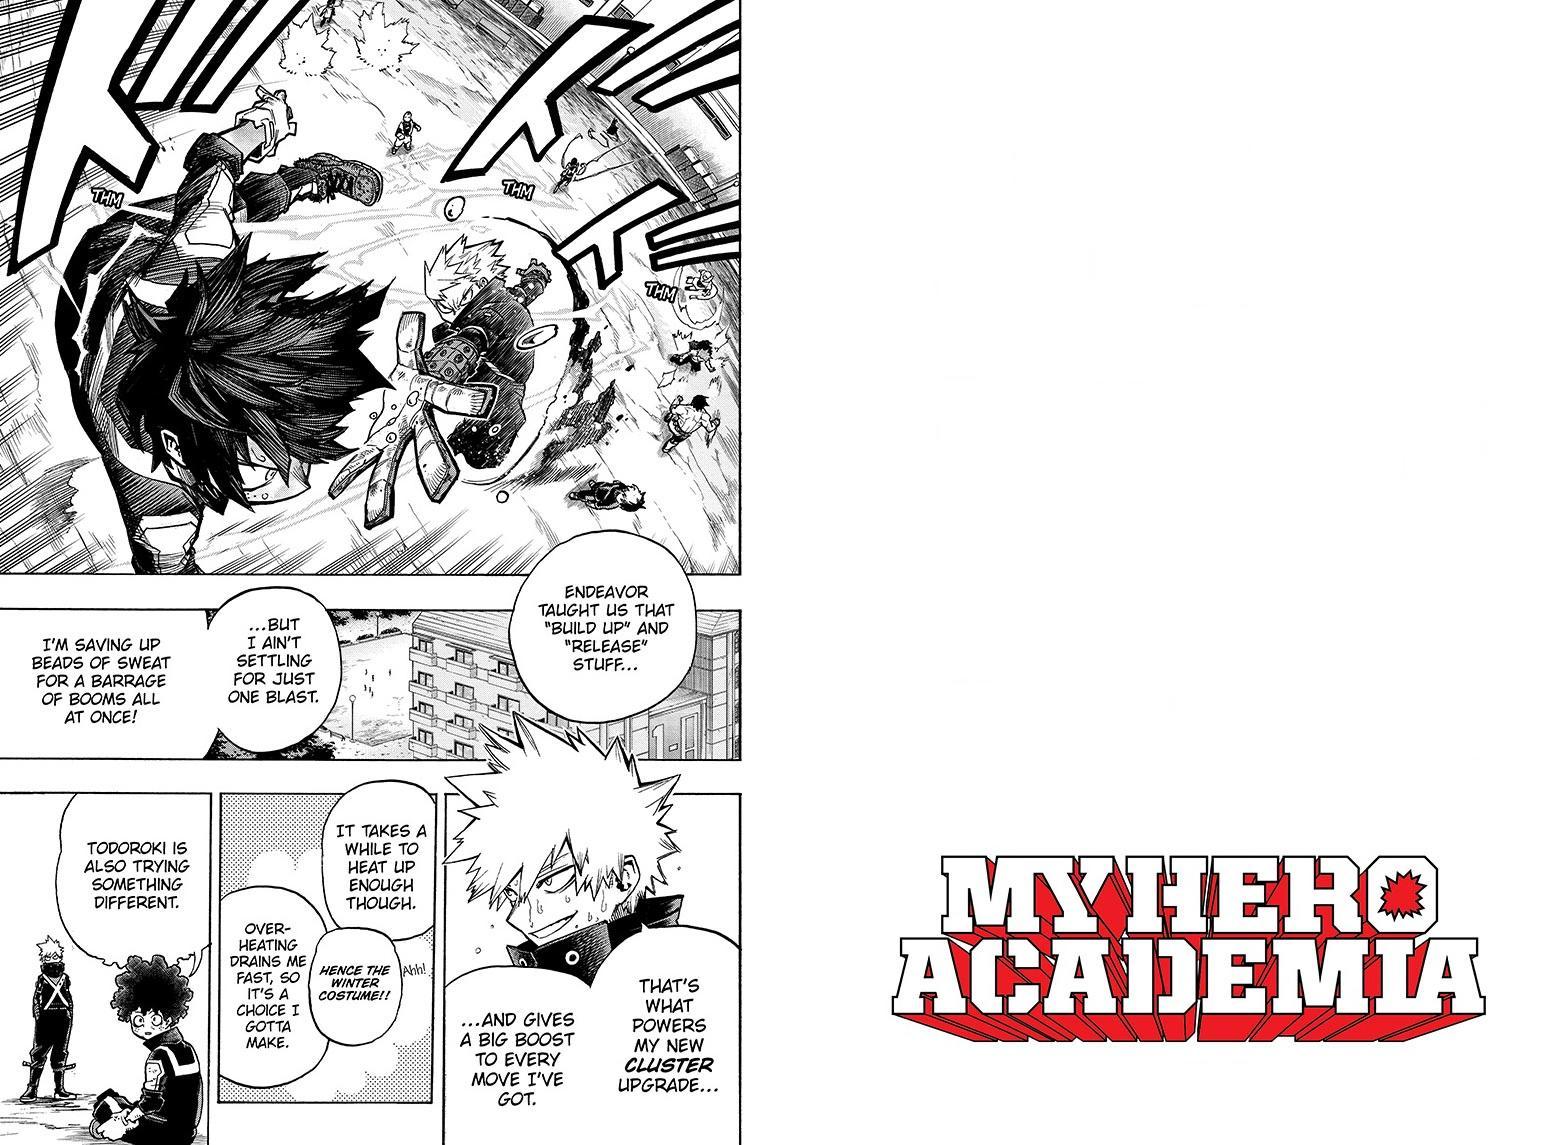 THM
THM
THM
ENDEAVOR
TAUGHT US THAT
"BUILD UP" AND
"RELEASE"
STUFF...
...BUT
I AIN'T
SETTLING
FOR JUST
ONE BLAST.
I'M SAVING UP
BEADS OF SWEAT
FOR A BARRAGE
OF BOOMS ALL
AT ONCE!
1-
THAT'S
WHAT
POWERS
MY NEW
CLUSTER
UPGRADE...
...AND GIVES
A BIG BOOST
TO EVERY
MOVE I'VE
GOT.
IT TAKES A
WHILE TO
HEAT UP
ENOUGH
THOUGH.
HENCE THE
WINTER
COSTUME!!
Ahh!
OVER-
HEATING
DRAINS ME
FAST, SO
IT'S A
CHOICE I
GOTTA
MAKE.
TODOROKI IS
ALSO TRYING
SOMETHING
DIFFERENT.
MY HERO
ACADEMIA